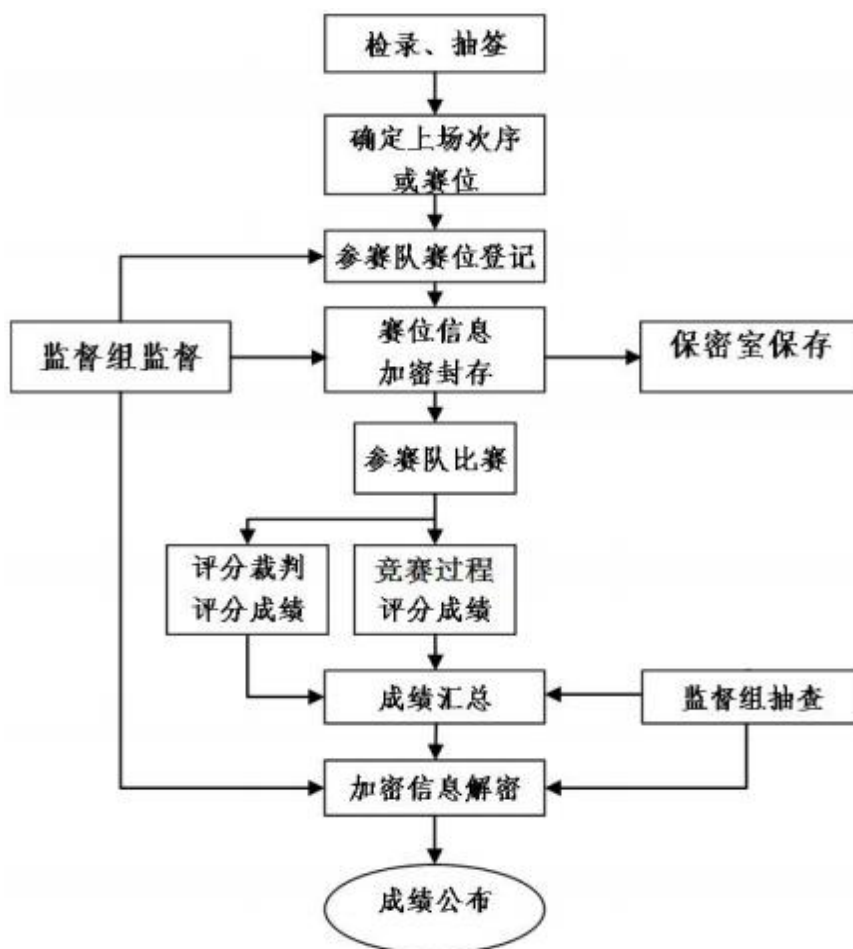 检录、抽签
确定上场次序
或赛位
参赛队赛位登记
监督组监督
赛位信息
加密封存
保密室保存
参赛队比赛
评分裁判
评分成绩
竞赛过程
评分成绩
成绩汇总
监督组抽查
加密信息解密
成绩公布